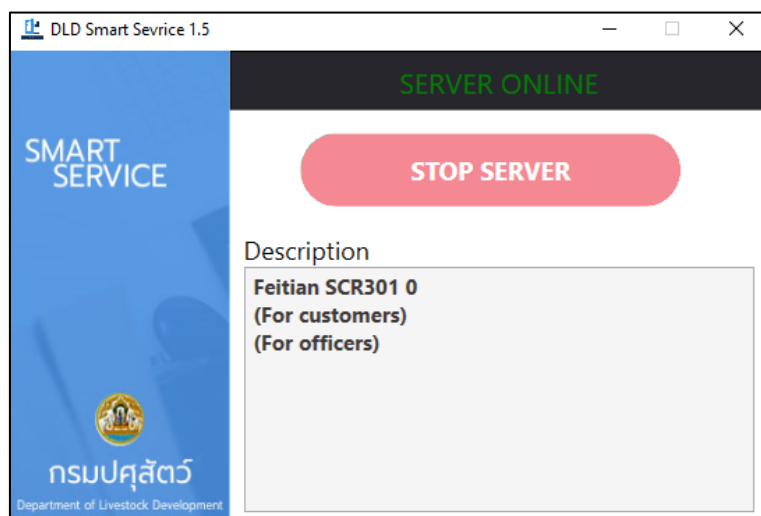 DLD Smart Sevrice 1.5
SERVER ONLINE
SMART
SERVICE
STOP SERVER
Description
Feitian SCR301 0
(For customers)
(For officers)
กรมปศุสัตว์
Department of Livestock Development